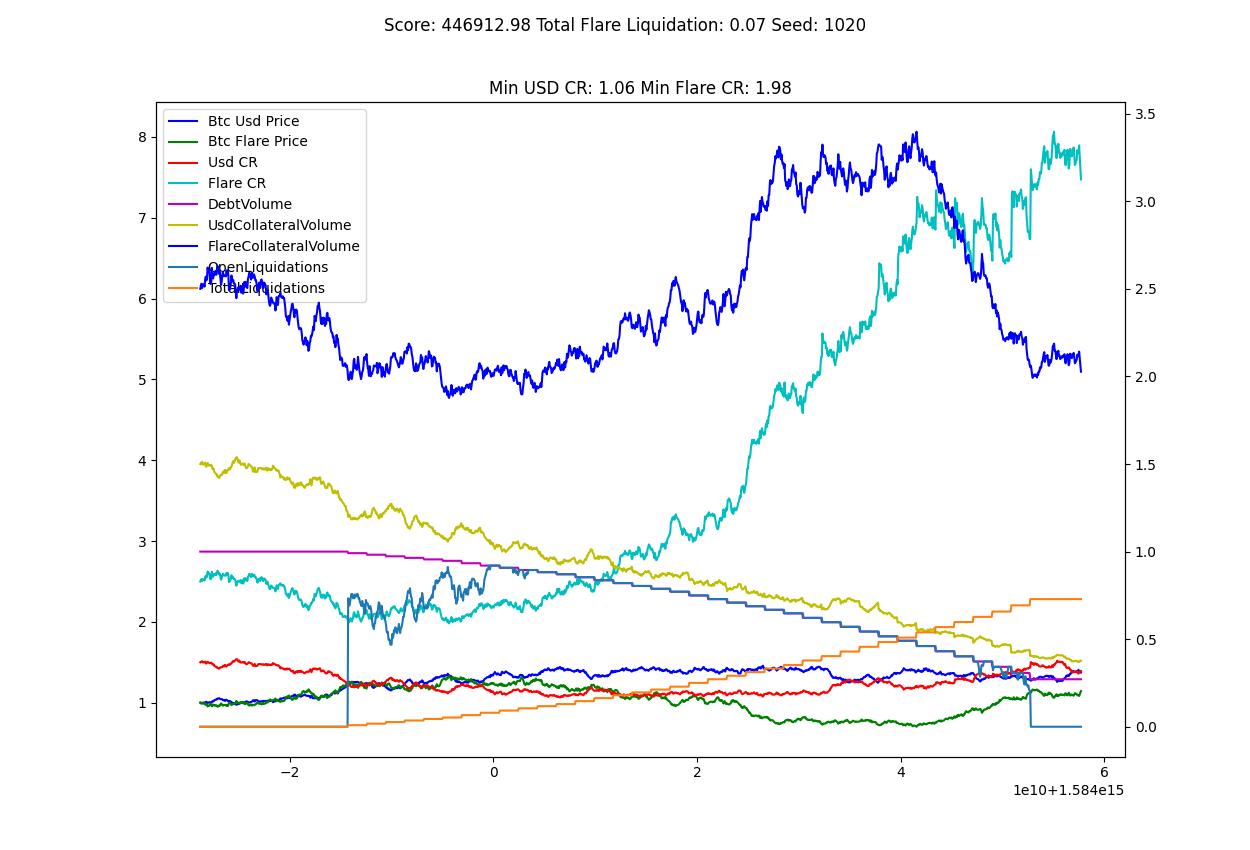 Score: 446912.98 Total Flare Liquidation: 0.07 Seed: 1020
Min USD CR: 1.06 Min Flare CR: 1.98
Btc Usd Price
Btc Flare Price
Usd CR
Flare CR
DebtVolume
UsdCollateralVolume
FlareCollateralVolume
OpenLiquidations
TotalLiquidations
8
7
6
5
4
3
2
1
3.5
3.0
2.5
2.0
1.5
1.0
0.5
0.0
−2 0 2 4 6
1e10+1.584e15